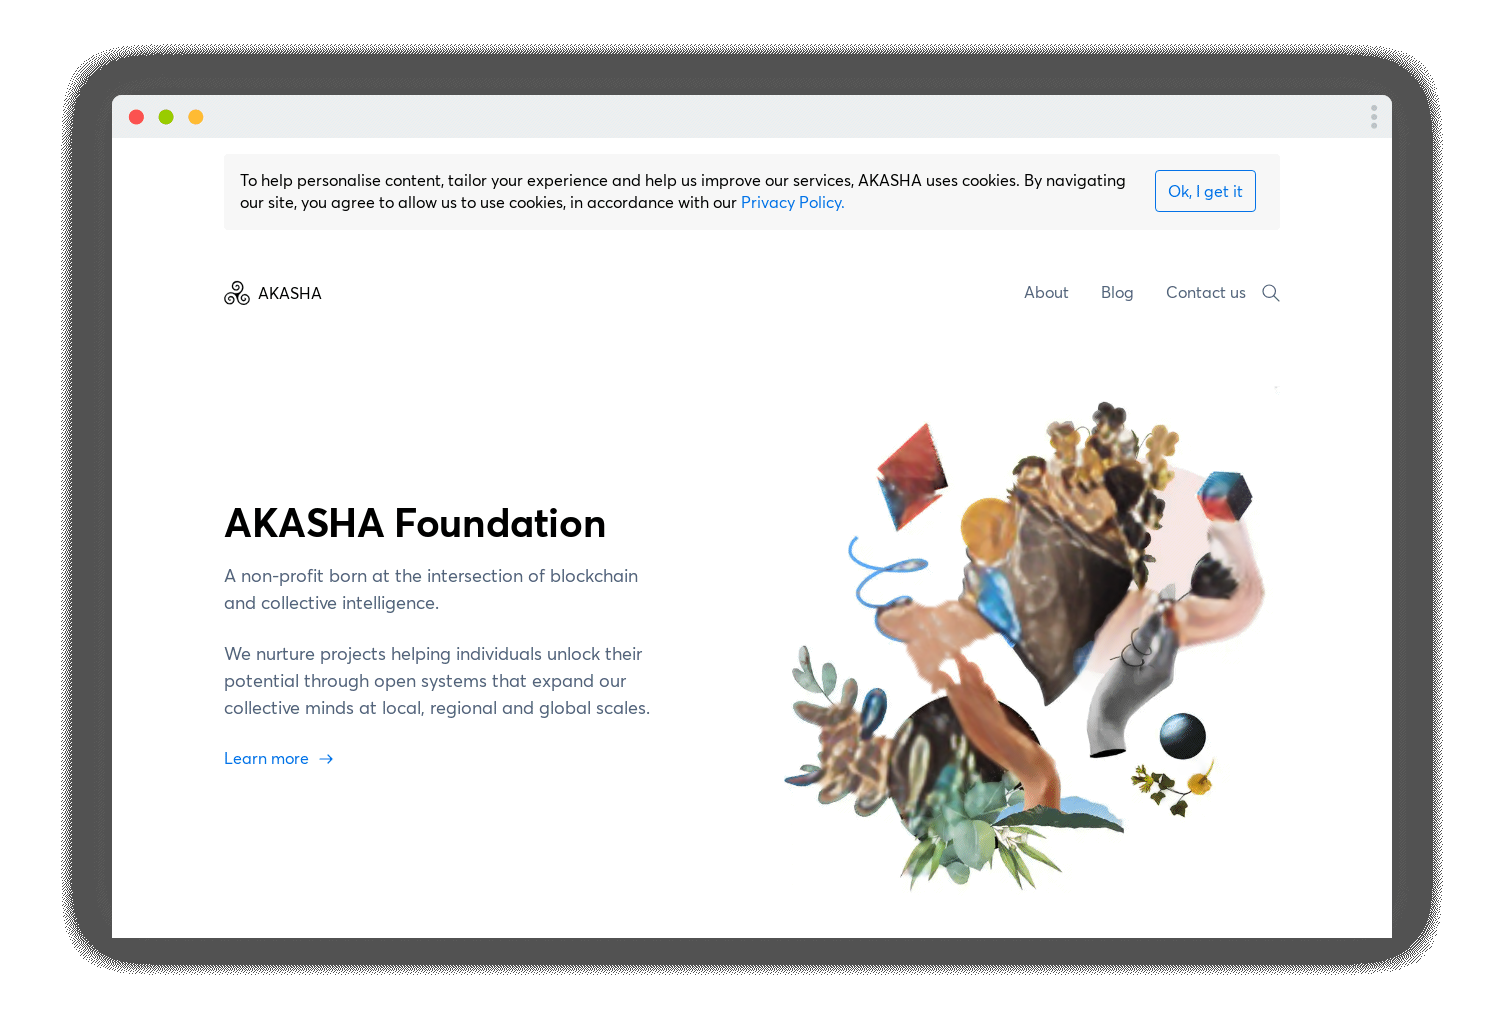 To help personalise content, tailor your experience and help us improve our services, AKASHA uses cookies. By navigating
our site, you agree to allow us to use cookies, in accordance with our Privacy Policy.
Ok, I get it
AKASHA
About
Blog
Contact us
AKASHA Foundation
A non-profit born at the intersection of blockchain
and collective intelligence.
We nurture projects helping individuals unlock their
potential through open systems that expand our
collective minds at local, regional and global scales.
Learn more →